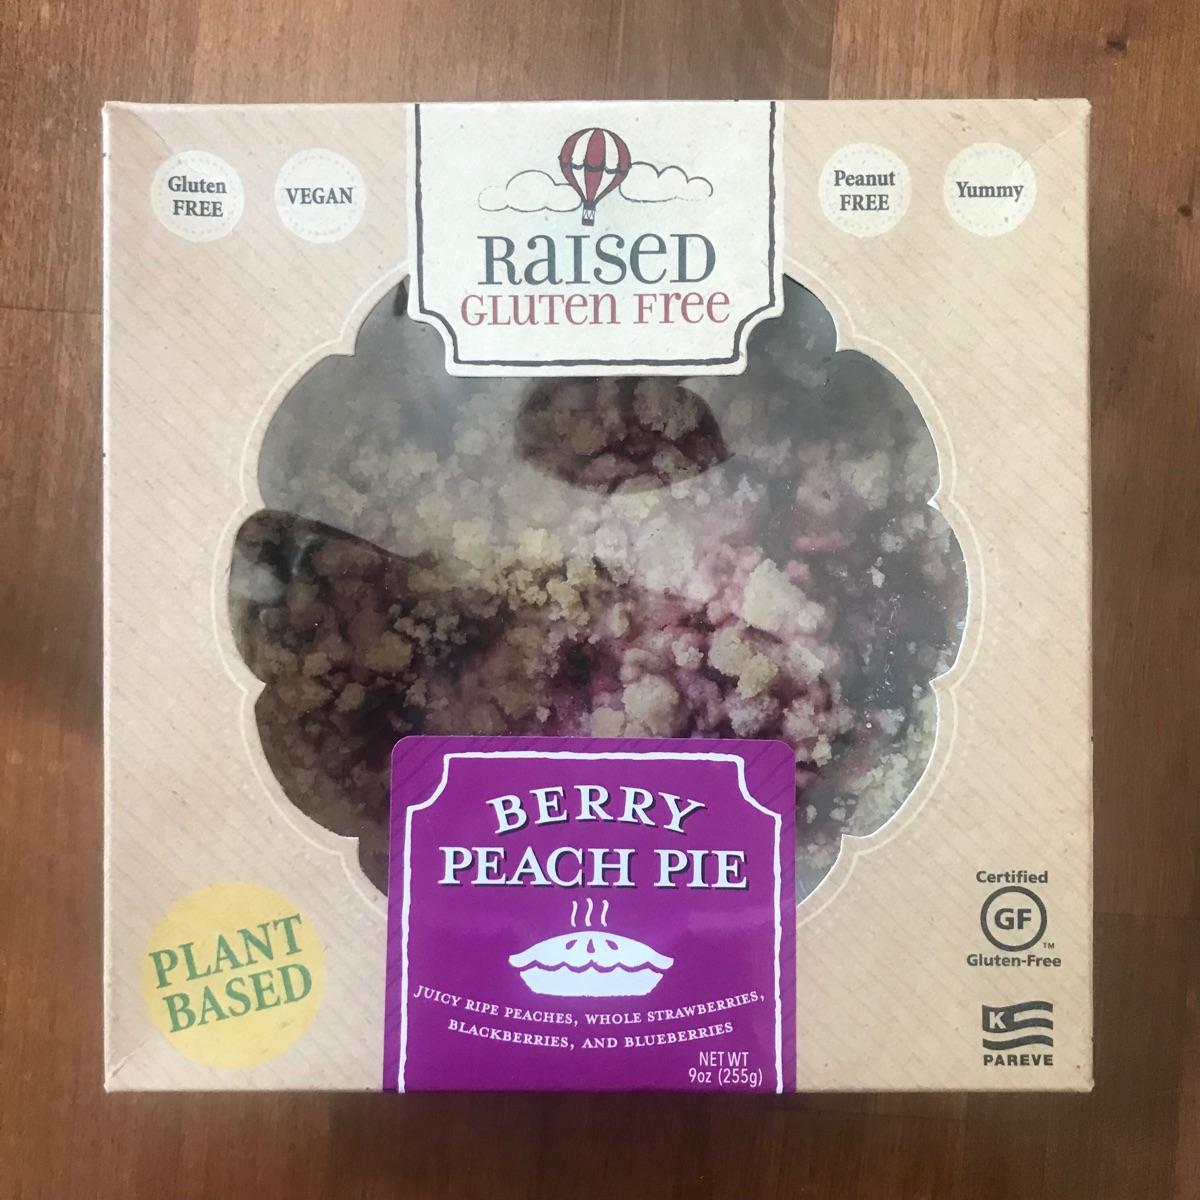 Gluten
FREE
VEGAN
RaISeD
GLUTEN FREE
Peanut
FREE
Yummy
BERRY
PEACH PIE
JUICY RIPE PEACHES, WHOLE STRAWBERRIES,
BLACKBERRIES, AND BLUEBERRIES
NET WT
9oz (255g)
PLANT
BASED
Certified
GF
TM
Gluten-Free
K
PAREVE